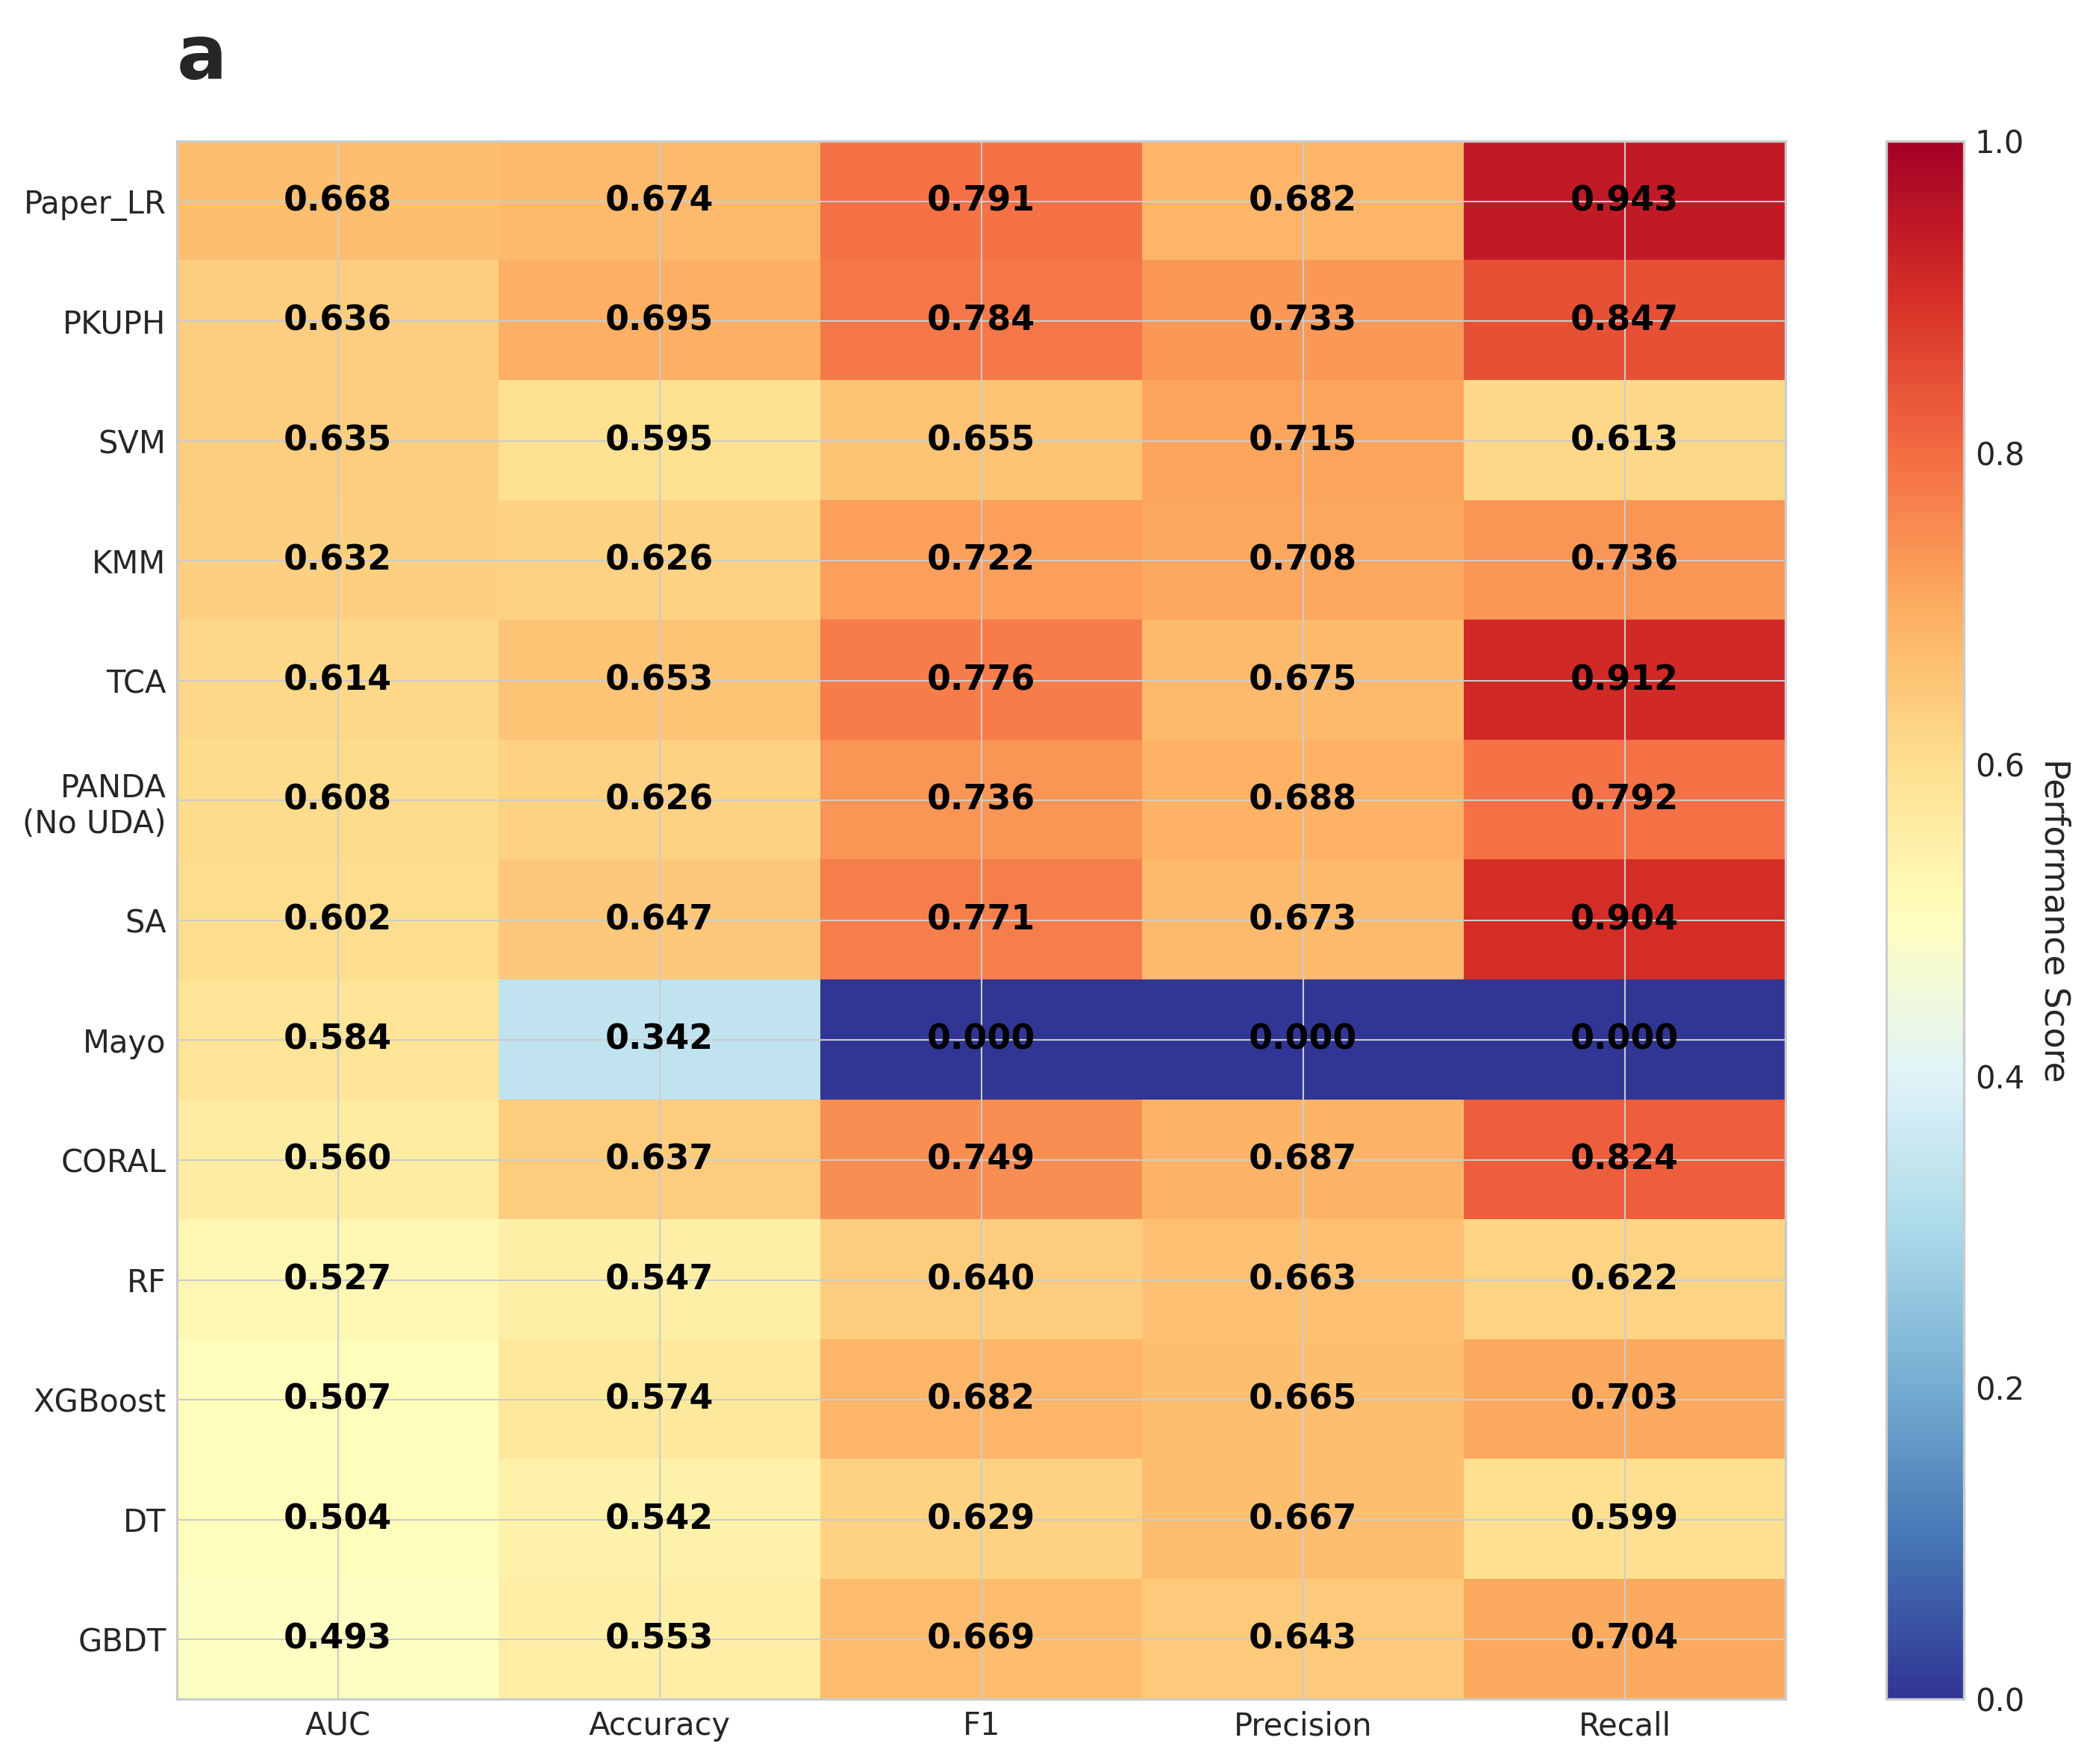 a
Paper_LR 0.668 0.674 0.791 0.682 0.943
PKUPH 0.636 0.695 0.784 0.733 0.847
SVM 0.635 0.595 0.655 0.715 0.613
KMM 0.632 0.626 0.722 0.708 0.736
TCA 0.614 0.653 0.776 0.675 0.912
PANDA
(No UDA) 0.608 0.626 0.736 0.688 0.792
SA 0.602 0.647 0.771 0.673 0.904
Mayo 0.584 0.342 0.000 0.000 0.000
CORAL 0.560 0.637 0.749 0.687 0.824
RF 0.527 0.547 0.640 0.663 0.622
XGBoost 0.507 0.574 0.682 0.665 0.703
DT 0.504 0.542 0.629 0.667 0.599
GBDT 0.493 0.553 0.669 0.643 0.704
AUC Accuracy F1 Precision Recall
1.0
0.8
0.6
0.4
0.2
0.0
Performance Score